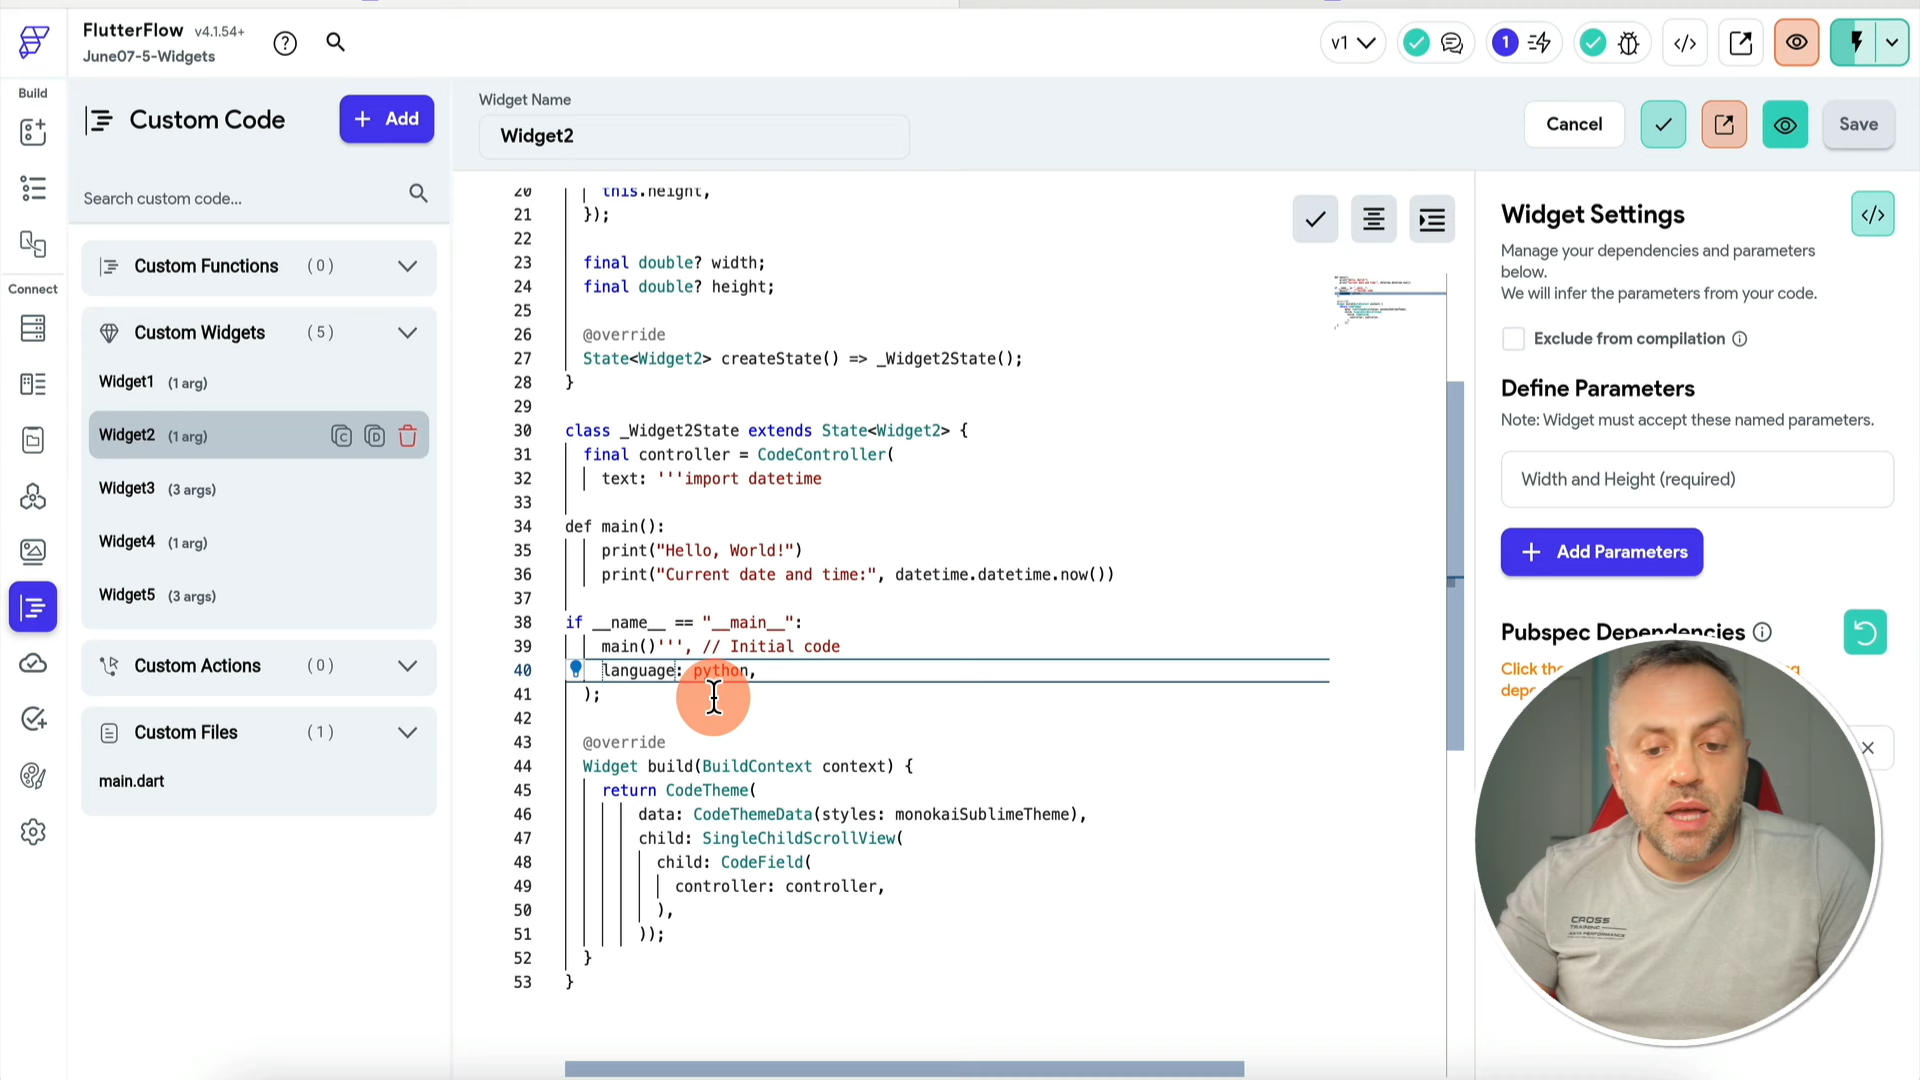 FlutterFlow v4.1.54+
June07-5-Widgets
v1
1
Build
Connect
Custom Code
+ Add
Search custom code...
Custom Functions (0)
Custom Widgets (5)
Widget1 (1 arg)
Widget2 (1 arg)
Widget3 (3 args)
Widget4 (1 arg)
Widget5 (3 args)
Custom Actions (0)
Custom Files (1)
main.dart
Widget Name
Widget2
Cancel
Save
20 this.height,
21 });
22
23 final double? width;
24 final double? height;
25
26 @override
27 State<Widget2> createState() => _Widget2State();
28 }
29
30 class _Widget2State extends State<Widget2> {
31 final controller = CodeController(
32 text: '''import datetime
33
34 def main():
35 print("Hello, World!")
36 print("Current date and time:", datetime.datetime.now())
37
38 if __name__ == "__main__":
39 main()''', // Initial code
40 language: python,
41 );
42
43 @override
44 Widget build(BuildContext context) {
45 return CodeTheme(
46 data: CodeThemeData(styles: monokaiSublimeTheme),
47 child: SingleChildScrollView(
48 child: CodeField(
49 controller: controller,
50 ),
51 ));
52 }
53 }
Widget Settings
Manage your dependencies and parameters
below.
We will infer the parameters from your code.
Exclude from compilation
Define Parameters
Note: Widget must accept these named parameters.
Width and Height (required)
+ Add Parameters
Pubspec Dependencies
Click the
CROSS
TRAINING